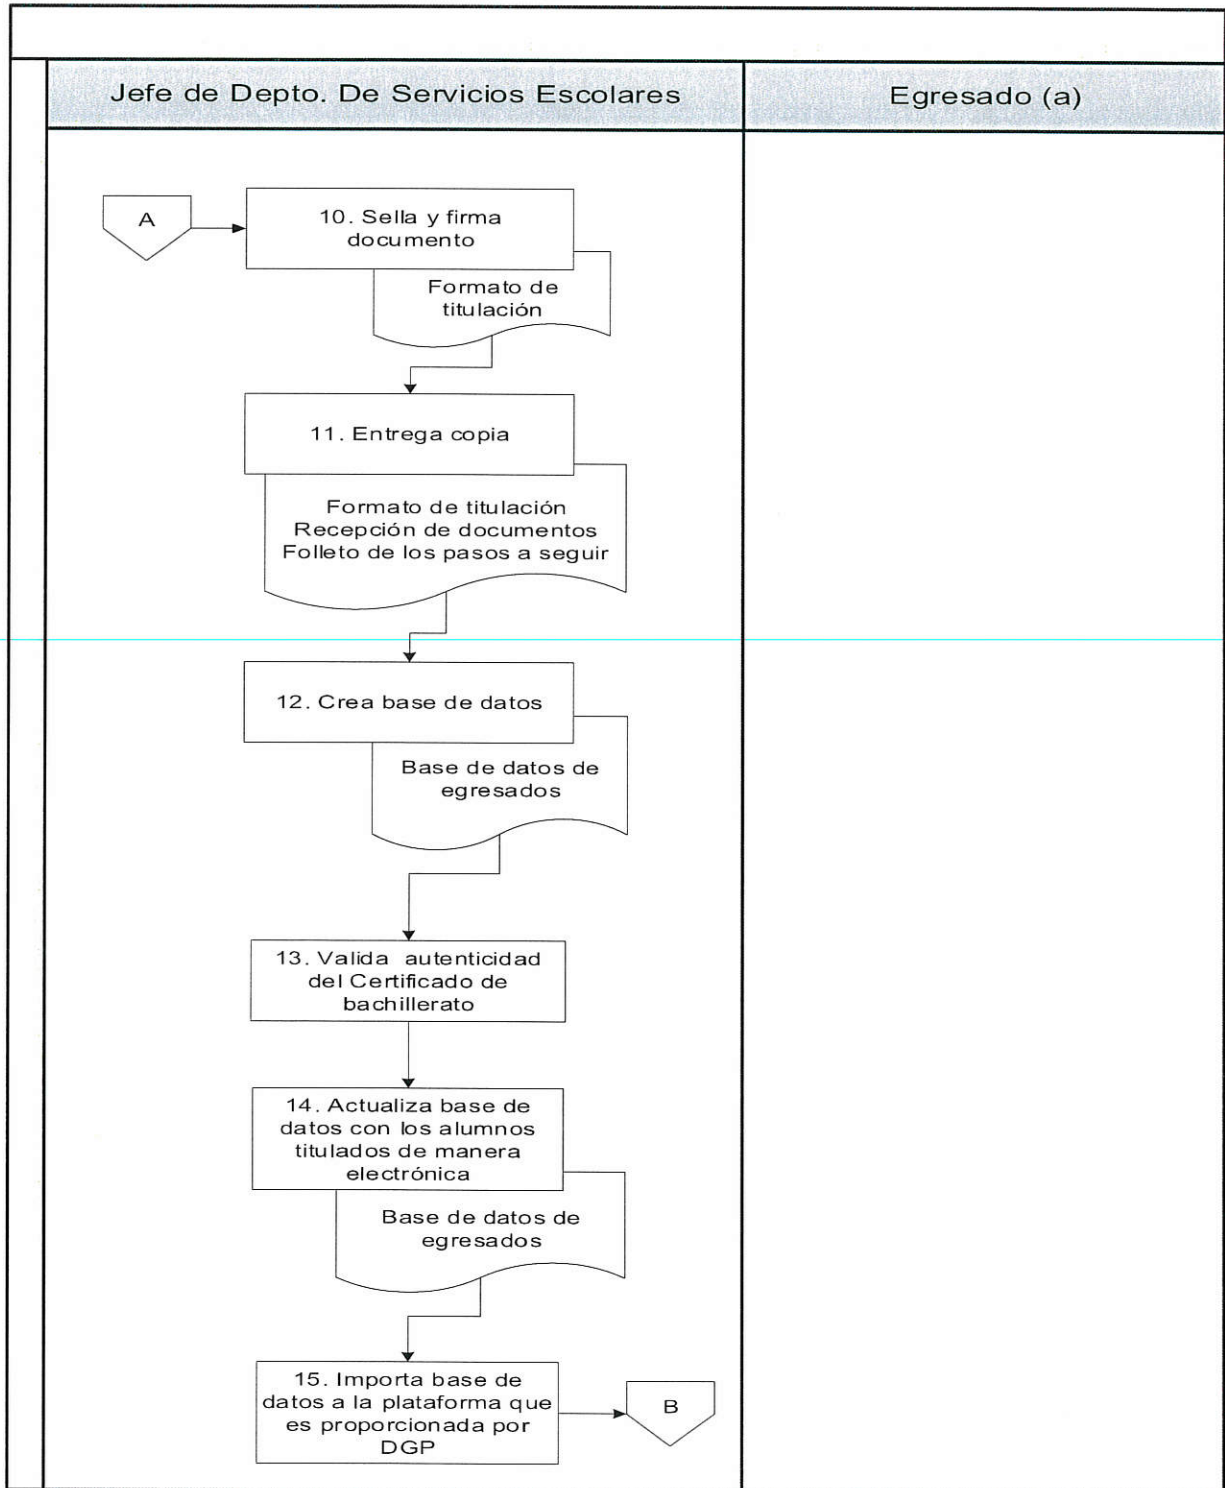 Jefe de Depto. De Servicios Escolares
Egresado (a)
A
10. Sella y firma
documento
Formato de
titulación
11. Entrega copia
Formato de titulación
Recepción de documentos
Folleto de los pasos a seguir
12. Crea base de datos
Base de datos de
egresados
13. Valida autenticidad
del Certificado de
bachillerato
14. Actualiza base de
datos con los alumnos
titulados de manera
electrónica
Base de datos de
egresados
15. Importa base de
datos a la plataforma que
es proporcionada por
DGP
B